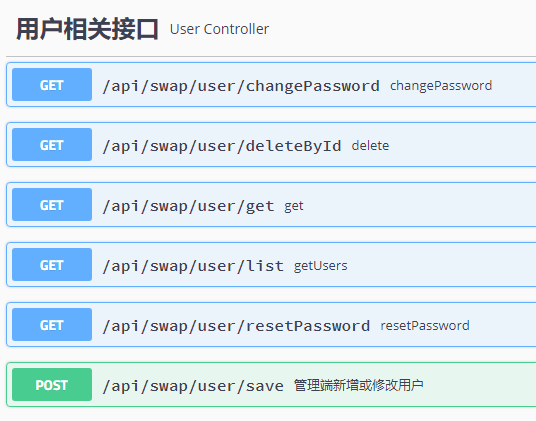 用户相关接口 User Controller
GET /api/swap/user/changePassword changePassword
GET /api/swap/user/deleteById delete
GET /api/swap/user/get get
GET /api/swap/user/list getUsers
GET /api/swap/user/resetPassword resetPassword
POST /api/swap/user/save 管理端新增或修改用户